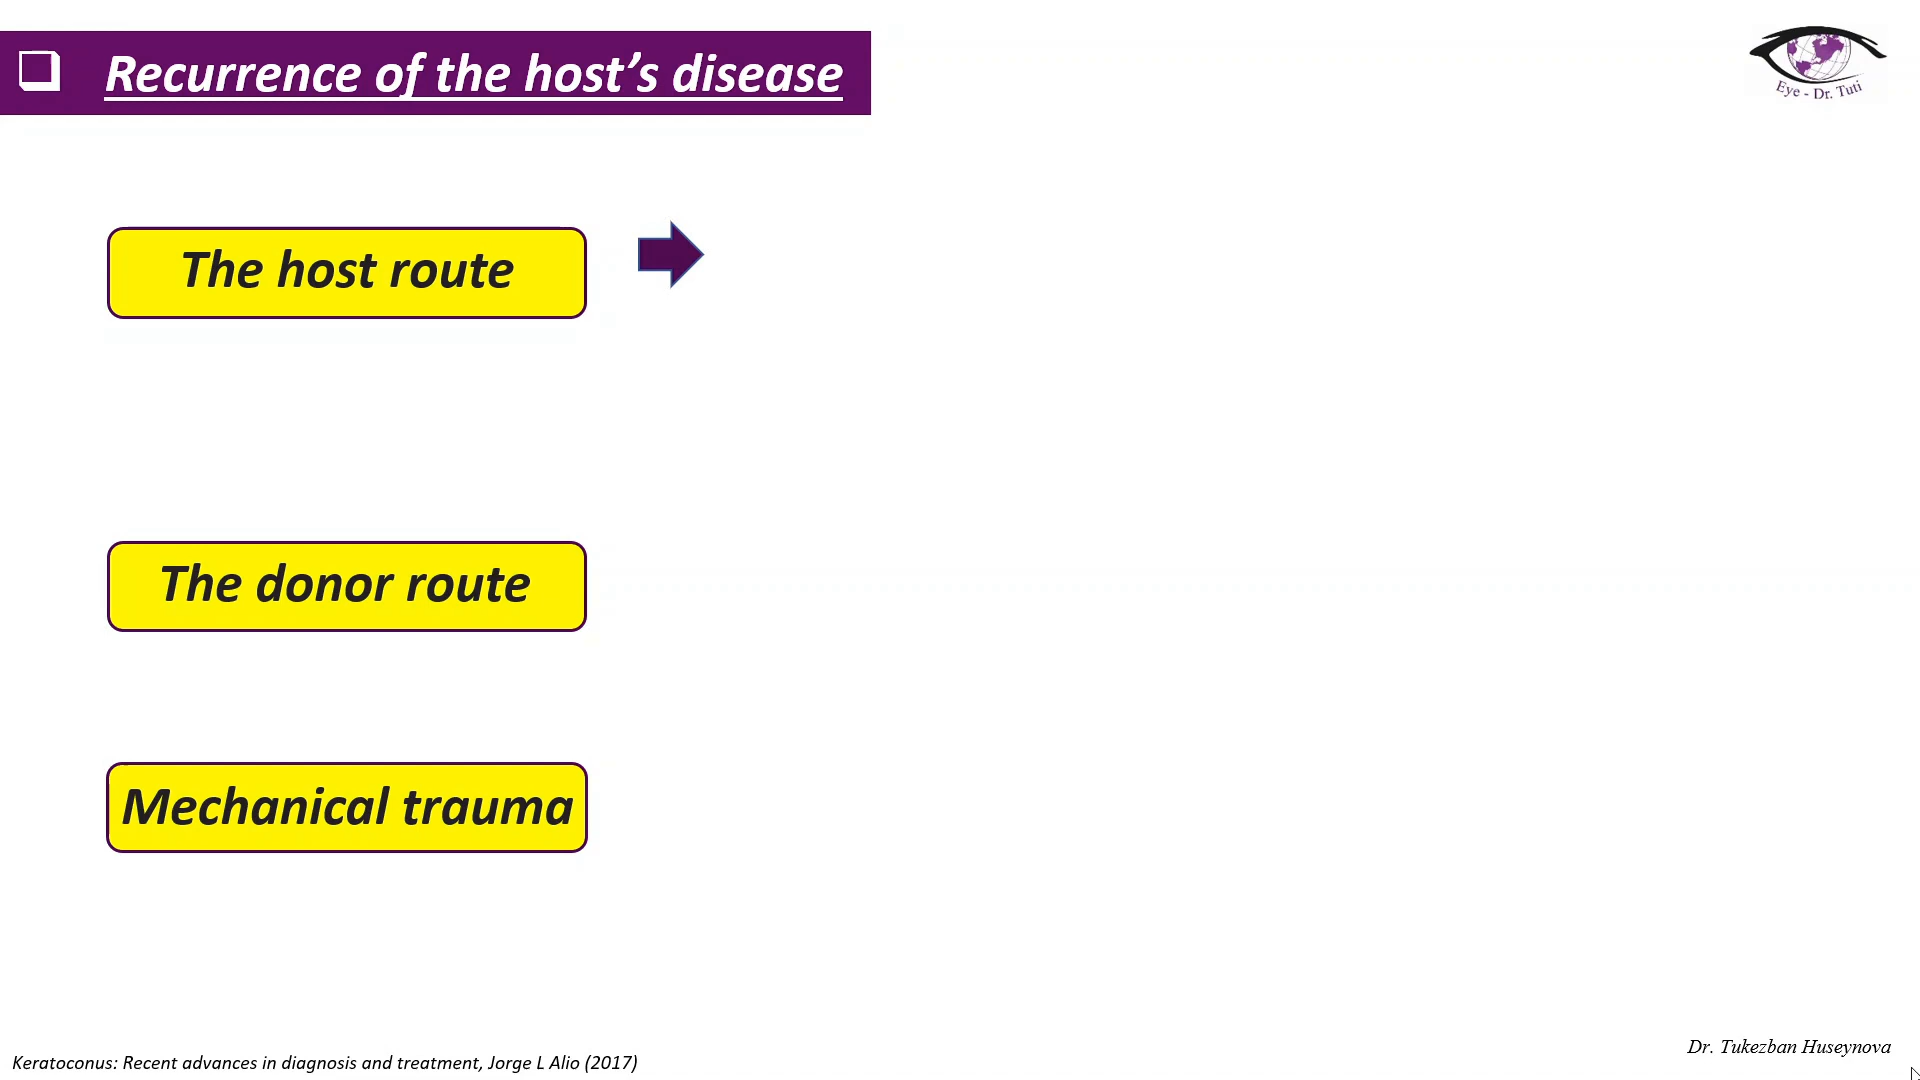 Recurrence of the host’s disease
Eye - Dr. Tuti
The host route
The donor route
Mechanical trauma
Dr. Tukezban Huseynova
Keratoconus: Recent advances in diagnosis and treatment, Jorge L Alio (2017)